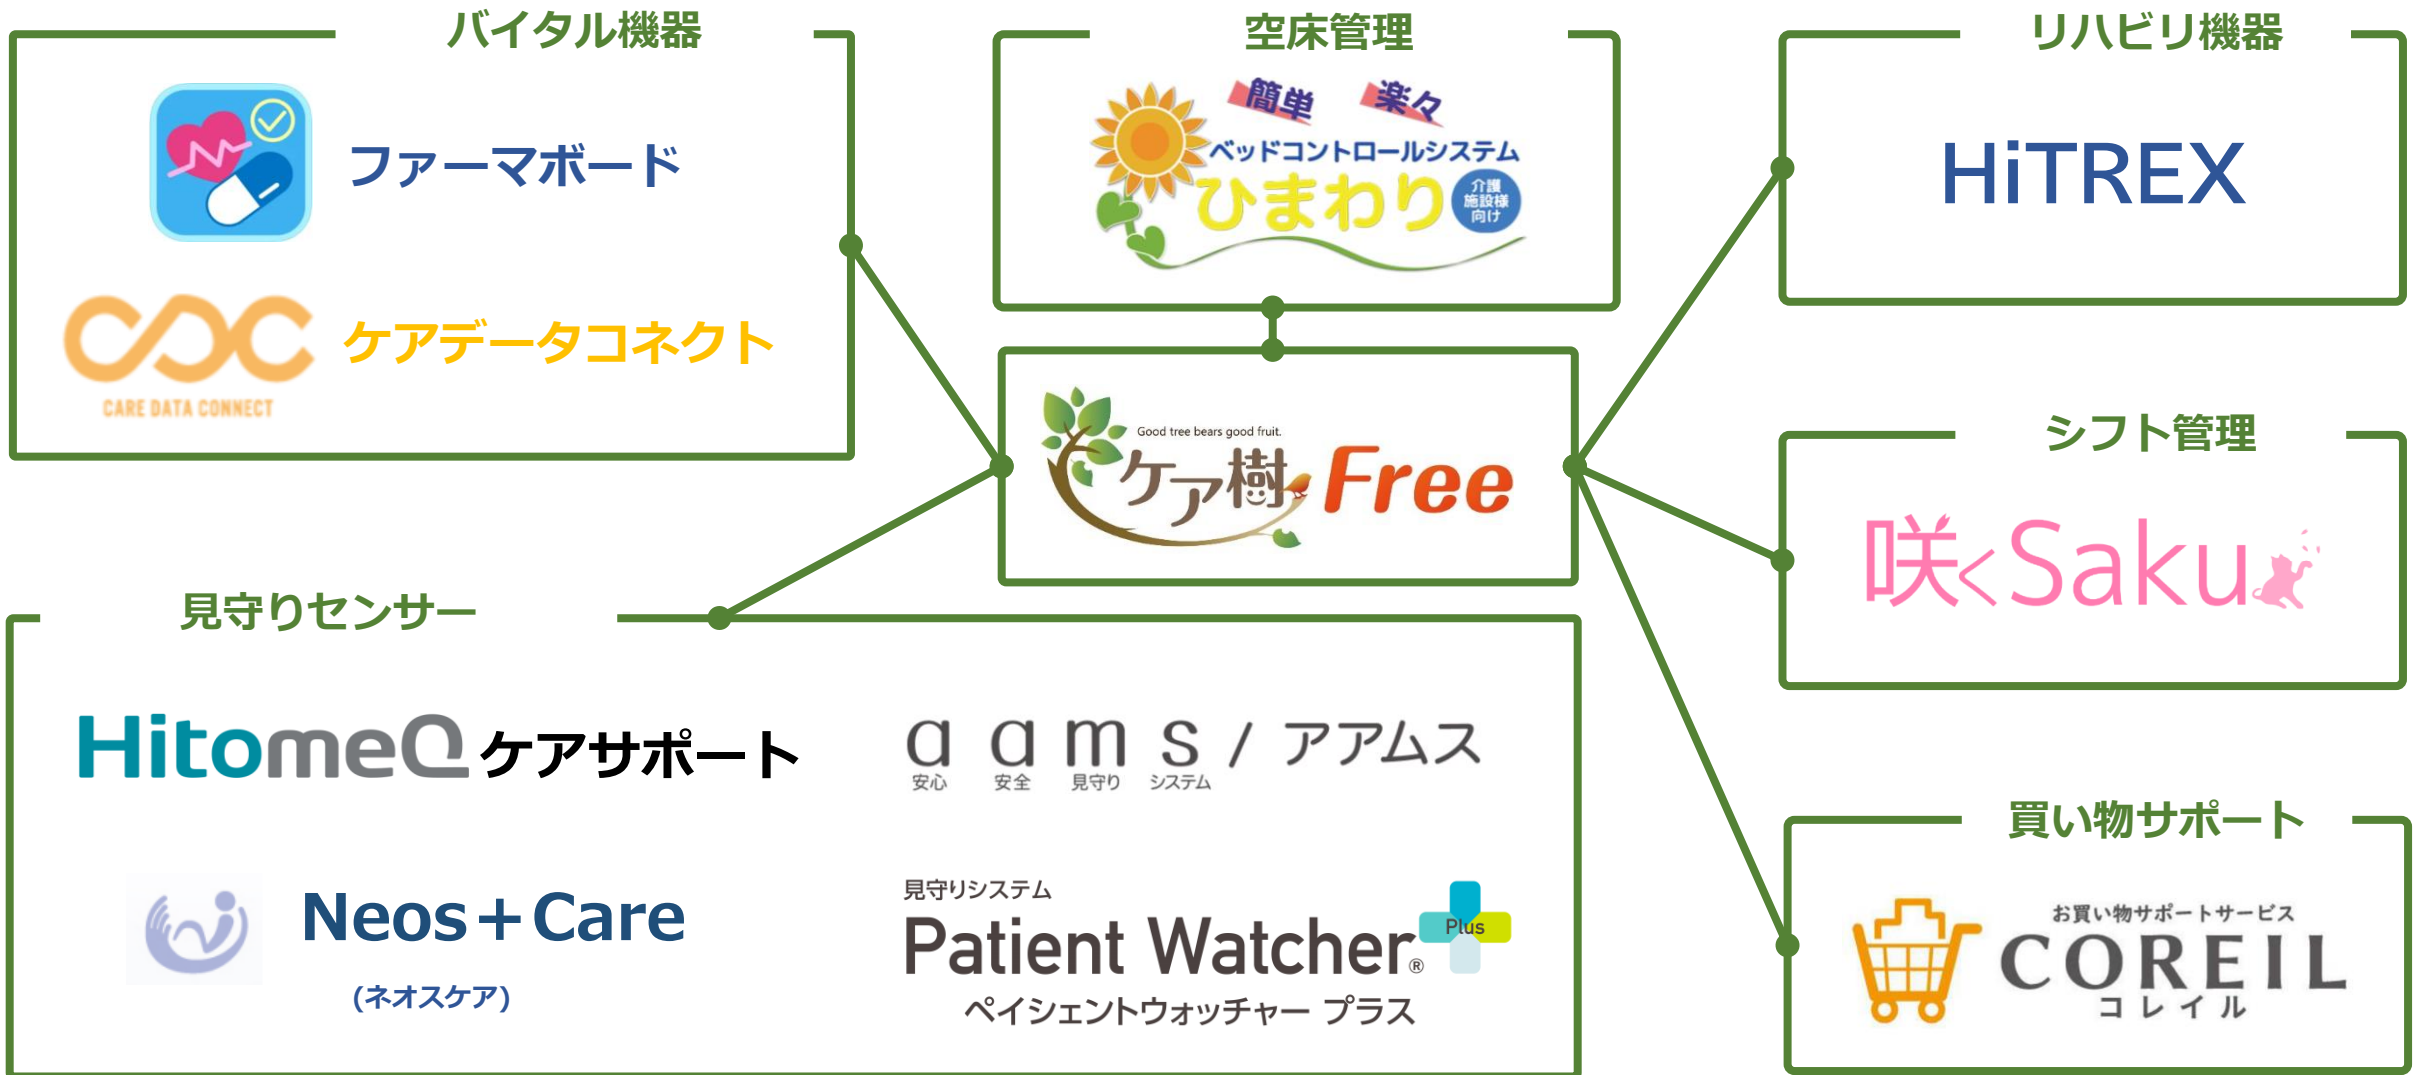 バイタル機器
ファーマボード
CARE DATA CONNECT
ケアデータコネクト
空床管理
簡単 楽々
ベッドコントロールシステム
ひまわり
介護
施設様
向け
リハビリ機器
HiTREX
Good tree bears good fruit.
ケア樹 Free
シフト管理
咲くSaku
見守りセンサー
HitomeQ ケアサポート
a a m s / アアムス
安心 安全 見守り システム
Neos+Care
(ネオスケア)
見守りシステム
Patient Watcher® Plus
ペイシェントウォッチャー プラス
買い物サポート
お買い物サポートサービス
COREIL
コレイル